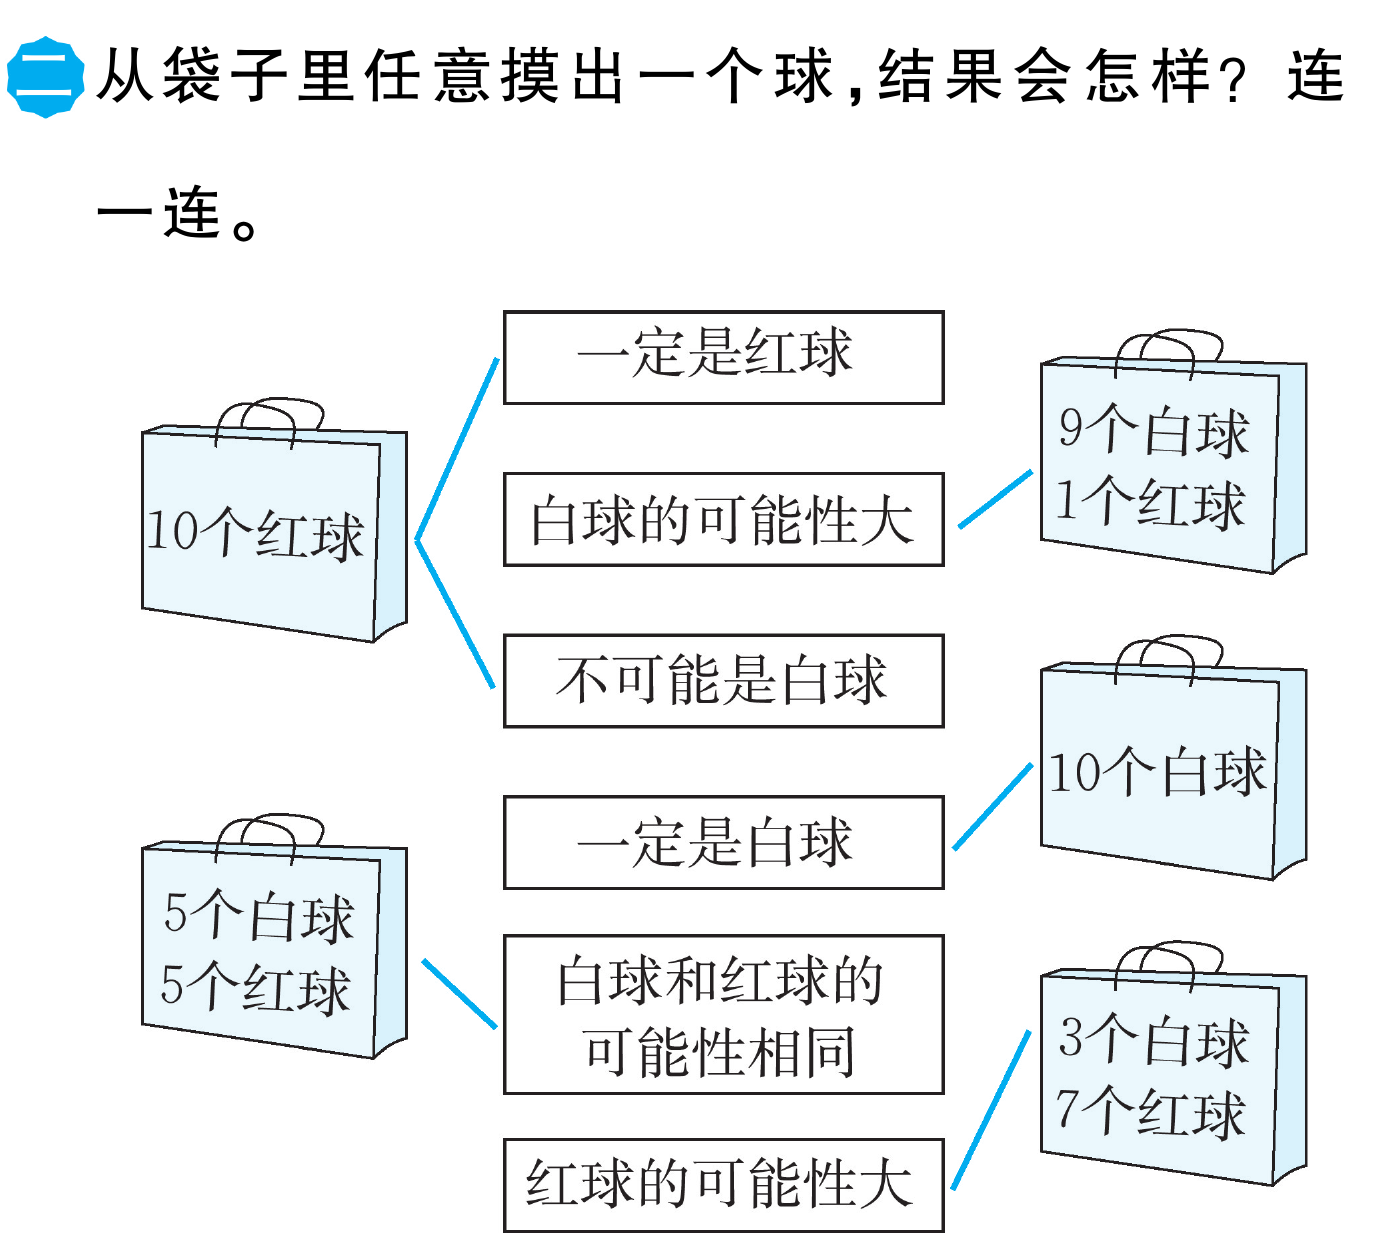 二 从袋子里任意摸出一个球,结果会怎样? 连
一连。
10个红球
5个白球
5个红球
一定是红球
白球的可能性大
不可能是白球
一定是白球
白球和红球的
可能性相同
红球的可能性大
9个白球
1个红球
10个白球
3个白球
7个红球